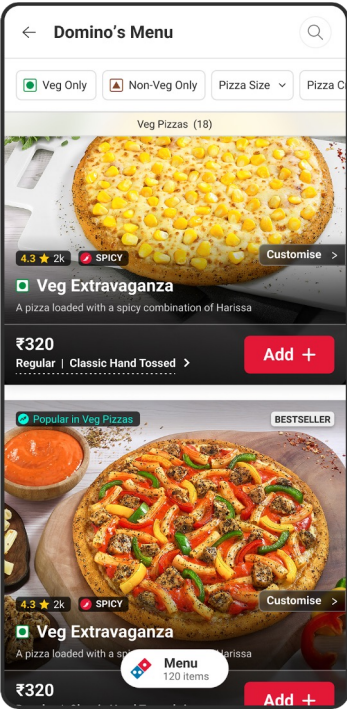 Domino's Menu
Veg Only
Non-Veg Only
Pizza Size
Pizza
Veg Pizzas (18)
4.3 ★ 2k
SPICY
Customise >
Veg Extravaganza
A pizza loaded with a spicy combination of Harissa
₹320
Regular | Classic Hand Tossed >
Add +
Popular in Veg Pizzas
BESTSELLER
4.3 ★ 2k
SPICY
Customise >
Veg Extravaganza
A pizza loaded with a Harissa
Menu
120 items
₹320
Add +